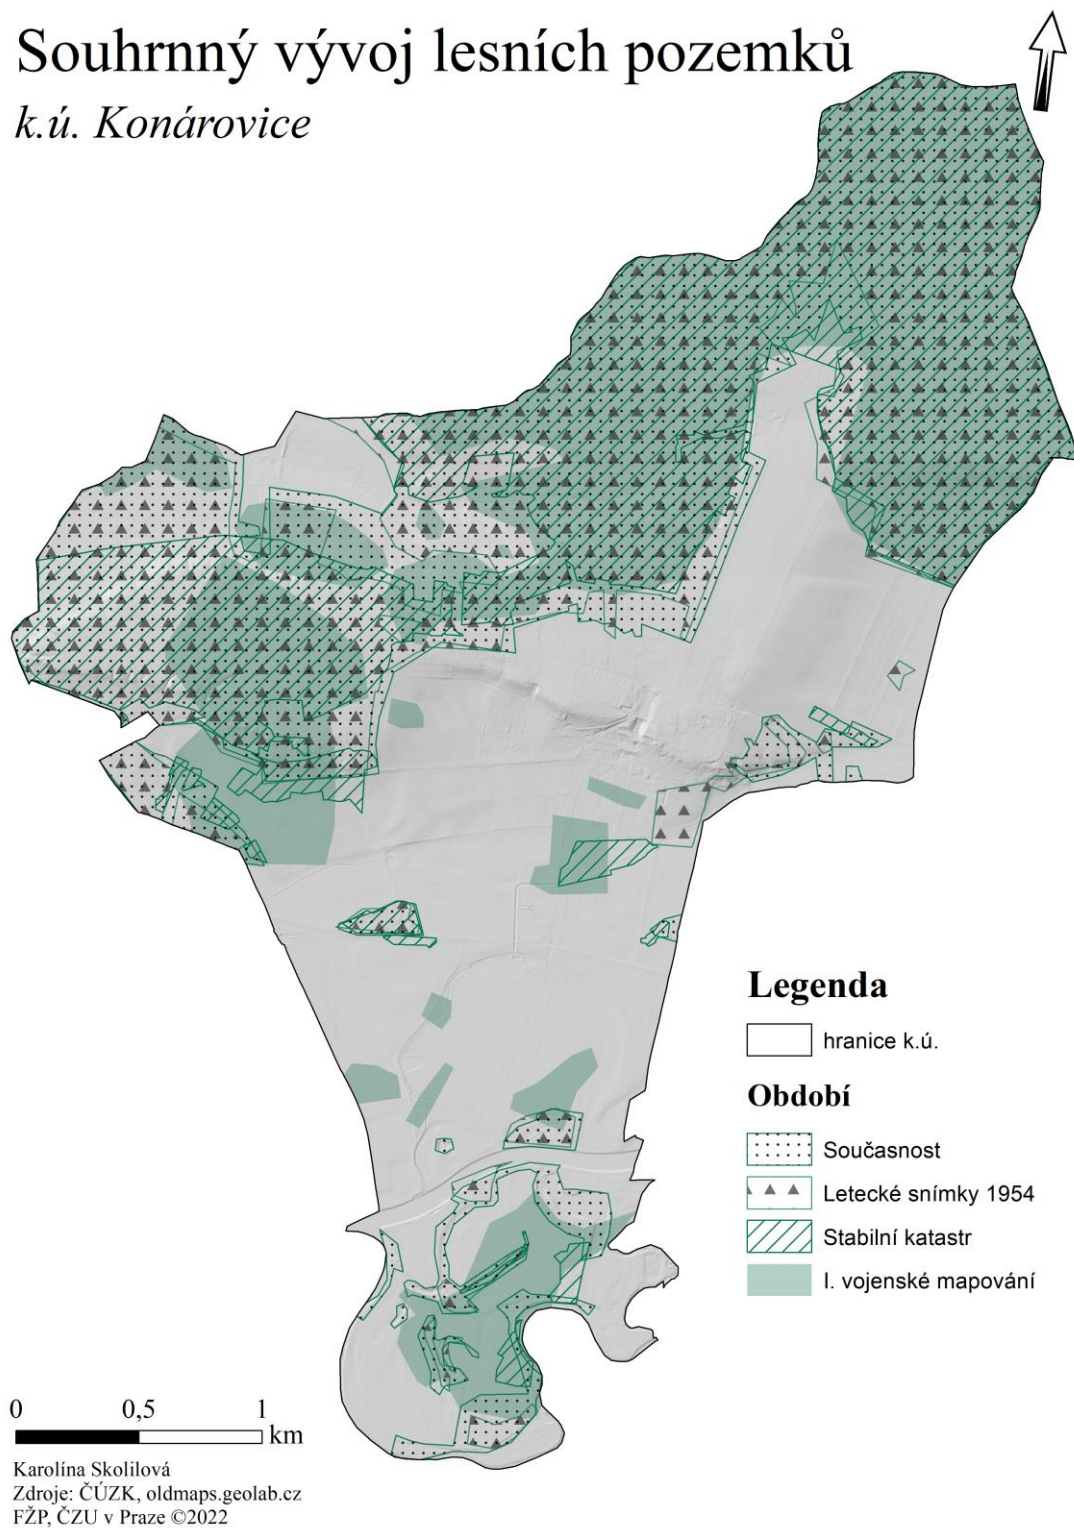 Souhrnný vývoj lesních pozemků
k.ú. Konárovice
Legenda
hranice k.ú.
Období
Současnost
Letecké snímky 1954
Stabilní katastr
I. vojenské mapování
0 0,5 1
km
Karolína Skolilová
Zdroje: ČÚZK, oldmaps.geolab.cz
FŽP, ČZU v Praze ©2022